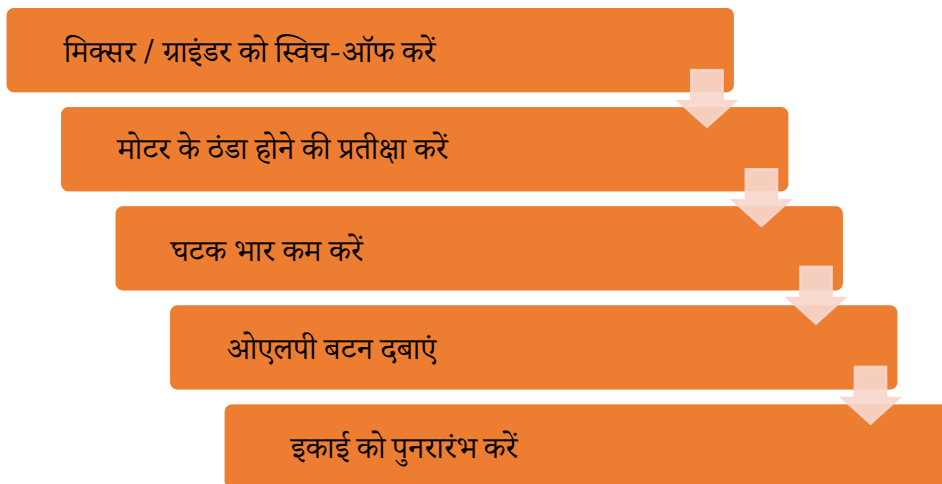 मिक्सर / ग्राइंडर को स्विच-ऑफ करें
मोटर के ठंडा होने की प्रतीक्षा करें
घटक भार कम करें
ओएलपी बटन दबाएं
इकाई को पुनरारंभ करें